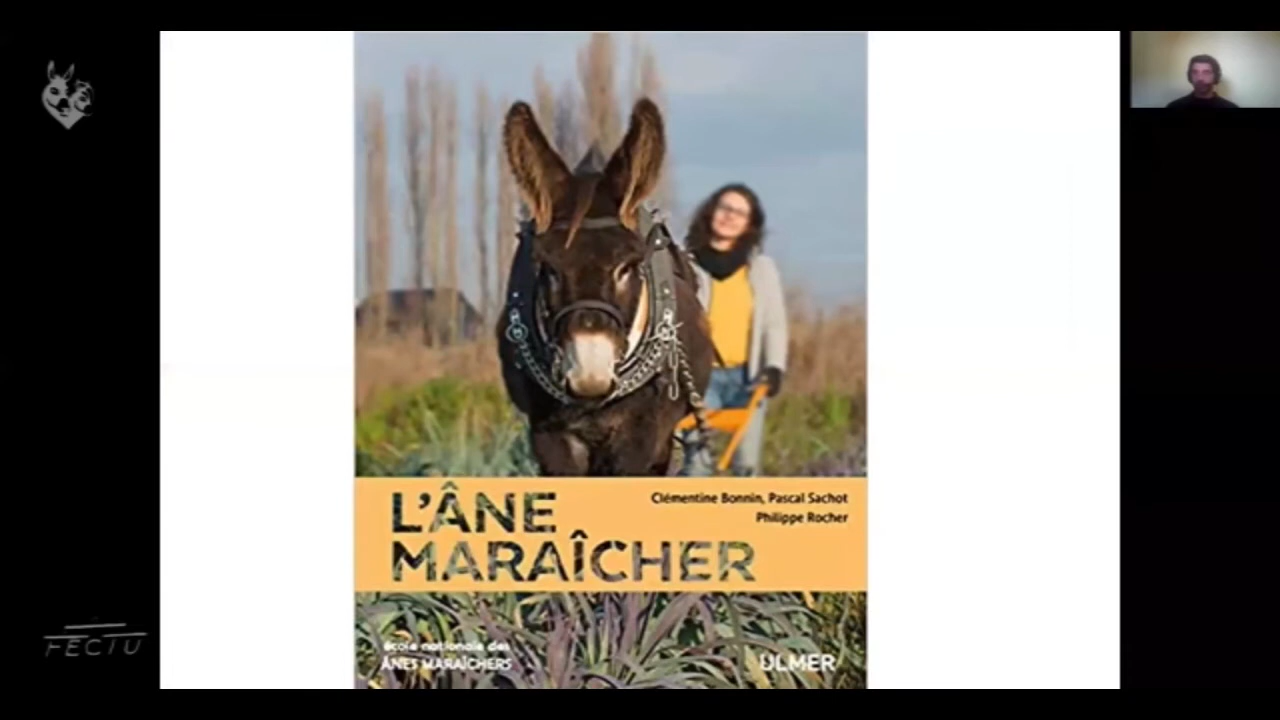 Clémentine Bonnin, Pascal Sachot
Philippe Rocher
L'ÂNE
MARAÎCHER
école nationale des
ÂNES MARAÎCHERS
ULMER
FECTU